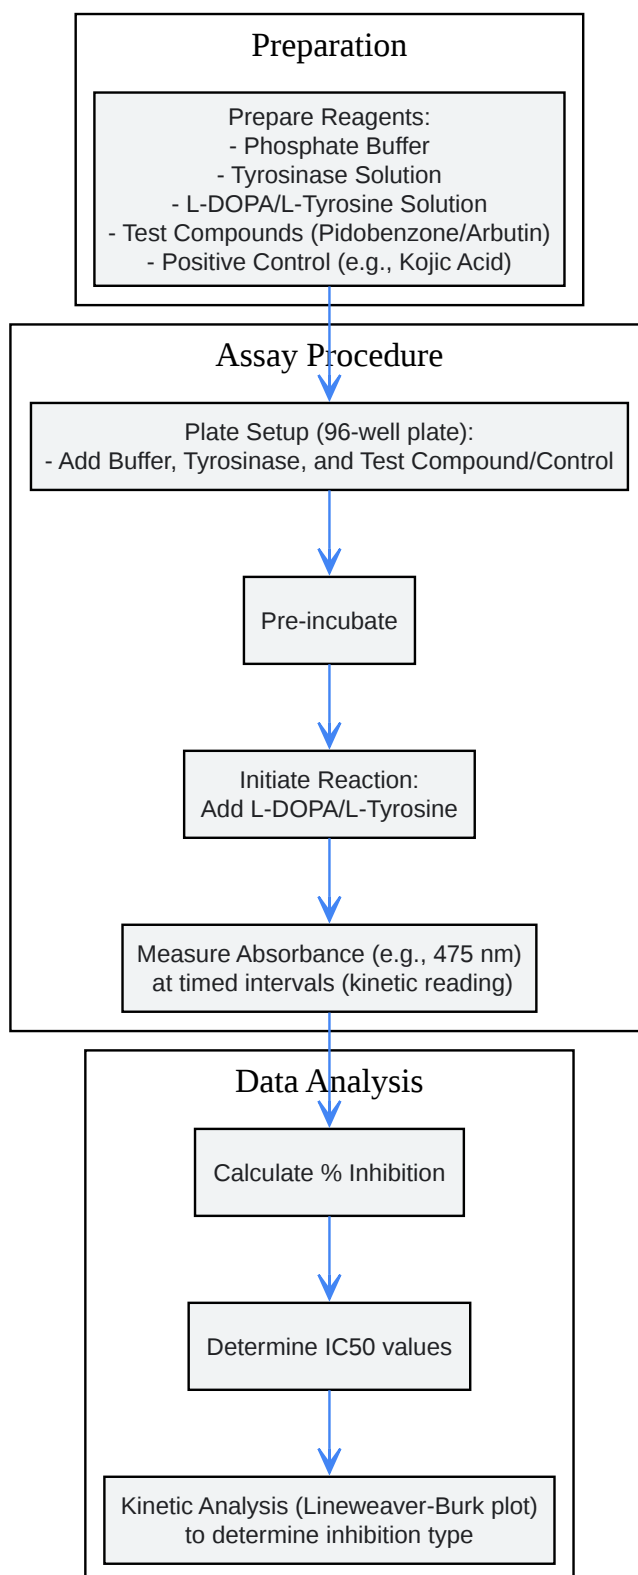 Preparation
Prepare Reagents:
- Phosphate Buffer
- Tyrosinase Solution
- L-DOPA/L-Tyrosine Solution
- Test Compounds (Pidobenzone/Arbutin)
- Positive Control (e.g., Kojic Acid)
Assay Procedure
Plate Setup (96-well plate):
- Add Buffer, Tyrosinase, and Test Compound/Control
Pre-incubate
Initiate Reaction:
Add L-DOPA/L-Tyrosine
Measure Absorbance (e.g., 475 nm)
at timed intervals (kinetic reading)
Data Analysis
Calculate % Inhibition
Determine IC50 values
Kinetic Analysis (Lineweaver-Burk plot)
to determine inhibition type